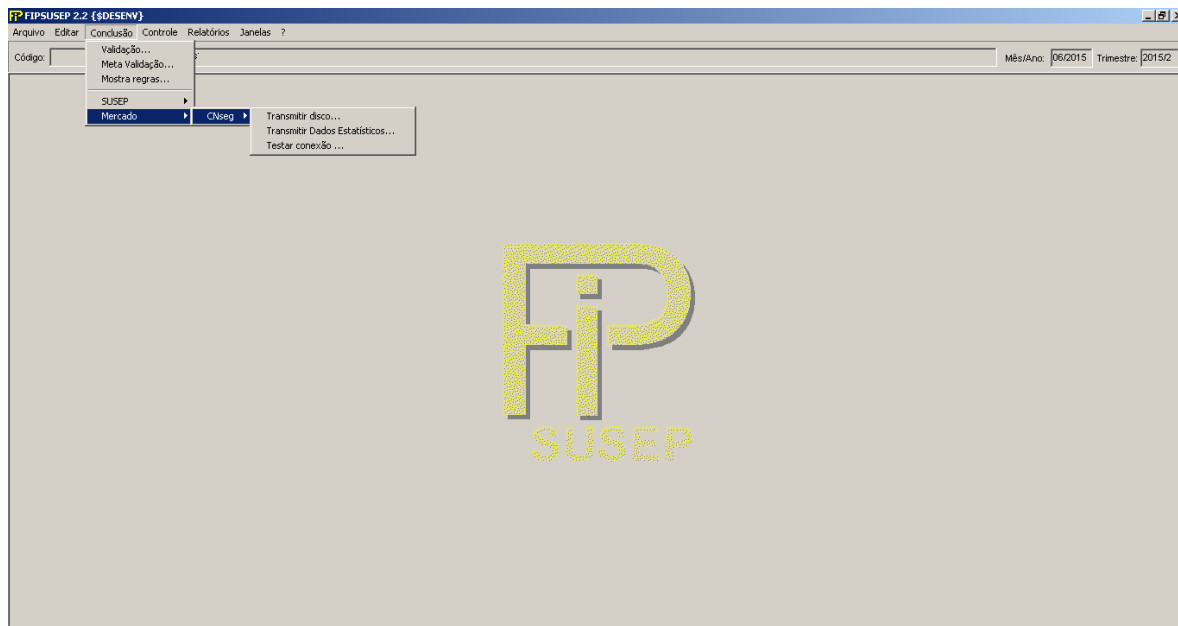 FIPSUSEP 2.2 {$DESENV}
Arquivo Editar Conclusão Controle Relatórios Janelas ?
Código:
Mês/Ano: 06/2015 Trimestre: 2015/2
Validação...
Meta Validação...
Mostra regras...
SUSEP
Mercado
CNseg
Transmitir disco...
Transmitir Dados Estatísticos...
Testar conexão ...
FiP
SUSEP